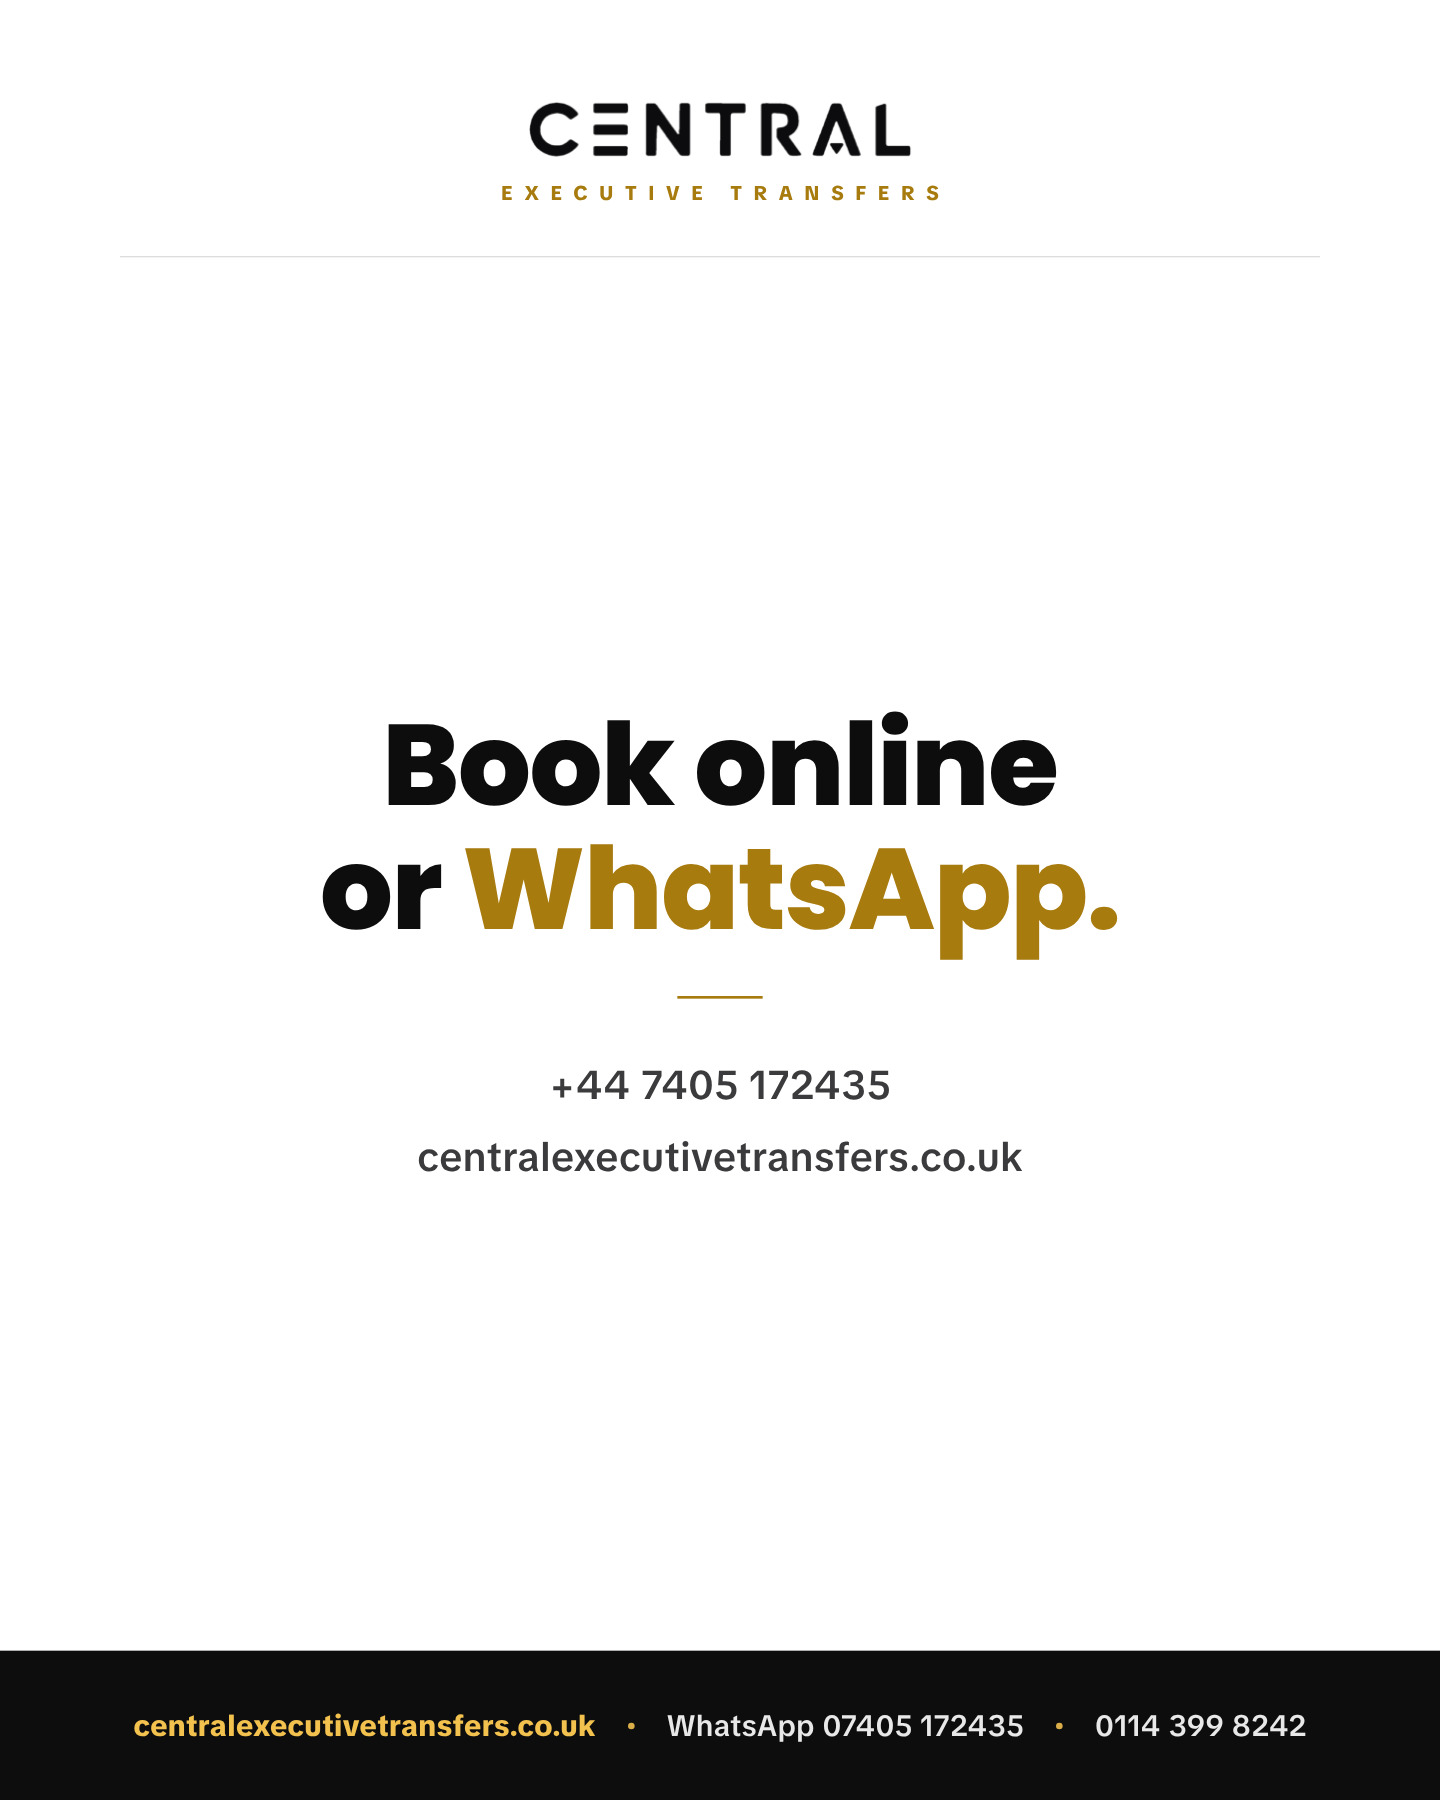 CENTRAL
EXECUTIVE TRANSFERS
Book online
or WhatsApp.
+44 7405 172435
centralexecutivetransfers.co.uk
centralexecutivetransfers.co.uk • WhatsApp 07405 172435 • 0114 399 8242